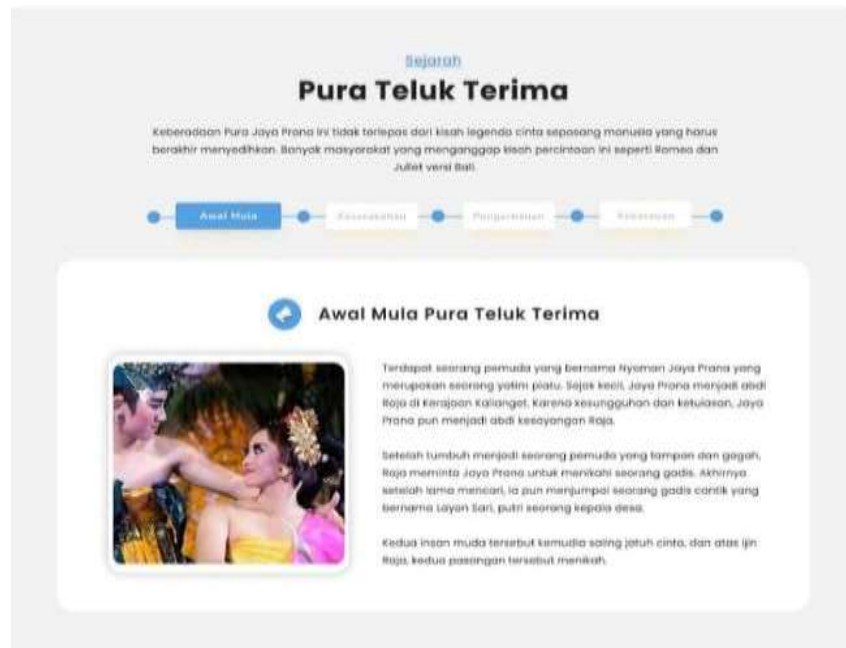 Sejarah
Pura Teluk Terima
Keberadaan Pura Jaya Prana ini tidak terlepas dari kisah legenda cinta sepasang manusia yang harus
berakhir menyedihkan. Banyak masyarakat yang menganggap kisah percintaan ini seperti Romeo dan
Juliet versi Bali.
Awal Mula
Awal Mula Pura Teluk Terima
Terdapat seorang pemuda yang bernama Nyoman Jaya Prana yang
merupakan seorang yatim piatu. Sejak kecil, Jaya Prana menjadi abdi
Raja di Kerajaan Kalianget. Karena kesungguhan dan ketulusan, Jaya
Prana pun menjadi abdi kesayangan Raja.
Setelah tumbuh menjadi seorang pemuda yang tampan dan gagah,
Raja meminta Jaya Prana untuk menikahi seorang gadis. Akhirnya
setelah lama mencari, ia pun menjumpai seorang gadis cantik yang
bernama Layon Sari, putri seorang kepala desa.
Kedua insan muda tersebut kemudia saling jatuh cinta, dan atas ijin
Raja, kedua pasangan tersebut menikah.